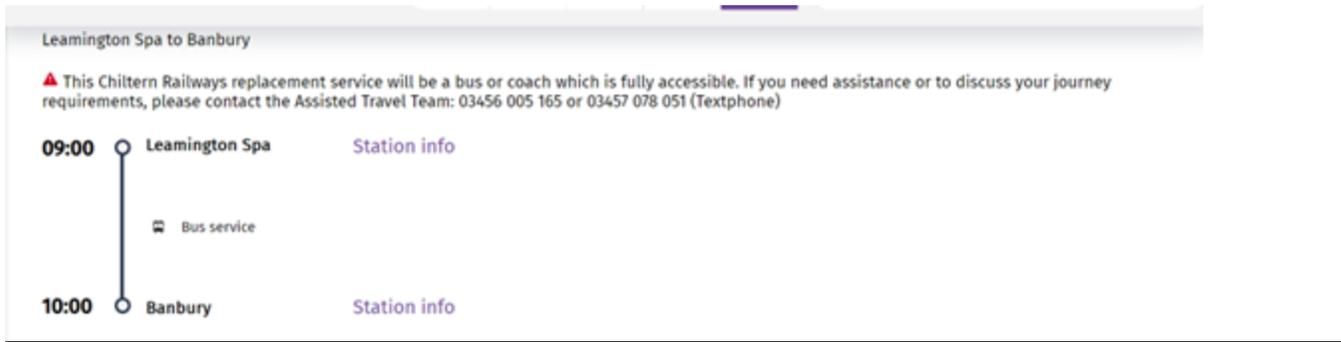 Leamington Spa to Banbury
This Chiltern Railways replacement service will be a bus or coach which is fully accessible. If you need assistance or to discuss your journey
requirements, please contact the Assisted Travel Team: 03456 005 165 or 03457 078 051 (Textphone)
09:00 Leamington Spa Station info
Bus service
10:00 Banbury Station info